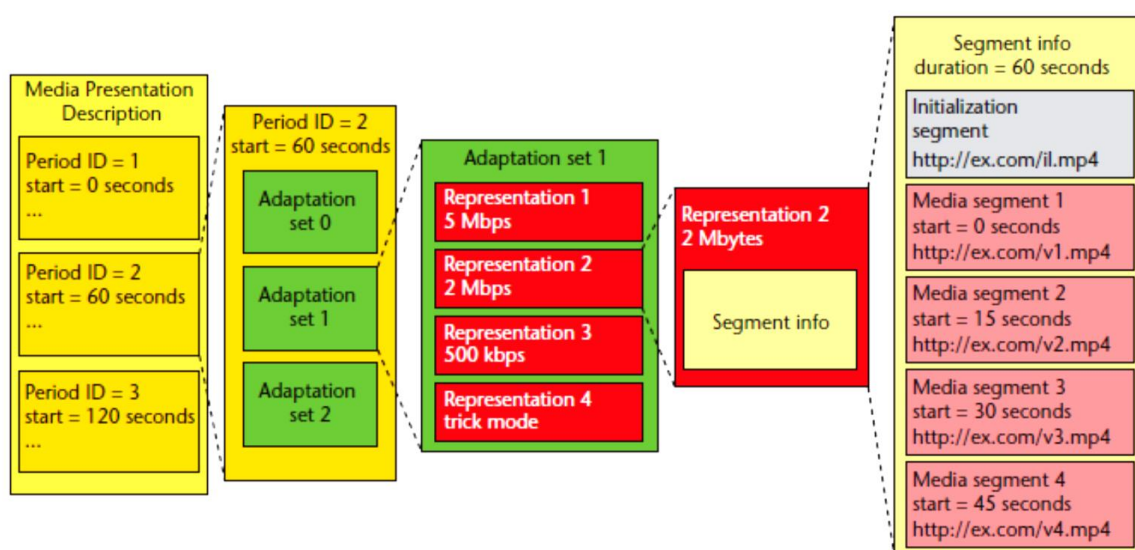 Media Presentation
Description
Period ID = 1
start = 0 seconds
...
Period ID = 2
start = 60 seconds
...
Period ID = 3
start = 120 seconds
...
Period ID = 2
start = 60 seconds
Adaptation
set 0
Adaptation
set 1
Adaptation
set 2
Adaptation set 1
Representation 1
5 Mbps
Representation 2
2 Mbps
Representation 3
500 kbps
Representation 4
trick mode
Representation 2
2 Mbytes
Segment info
Segment info
duration = 60 seconds
Initialization
segment
http://ex.com/il.mp4
Media segment 1
start = 0 seconds
http://ex.com/v1.mp4
Media segment 2
start = 15 seconds
http://ex.com/v2.mp4
Media segment 3
start = 30 seconds
http://ex.com/v3.mp4
Media segment 4
start = 45 seconds
http://ex.com/v4.mp4